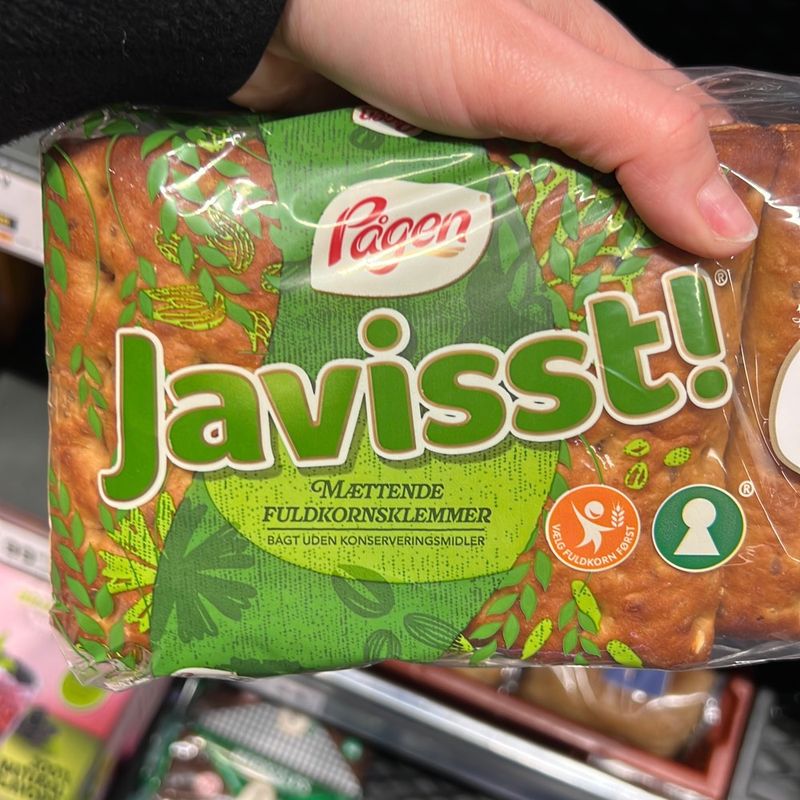 Pågen
Javisst!®
MÆTTENDE
FULDKORNSKLEMMER
BAGT UDEN KONSERVERINGSMIDLER
VÆLG FULDKORN FØRST
®